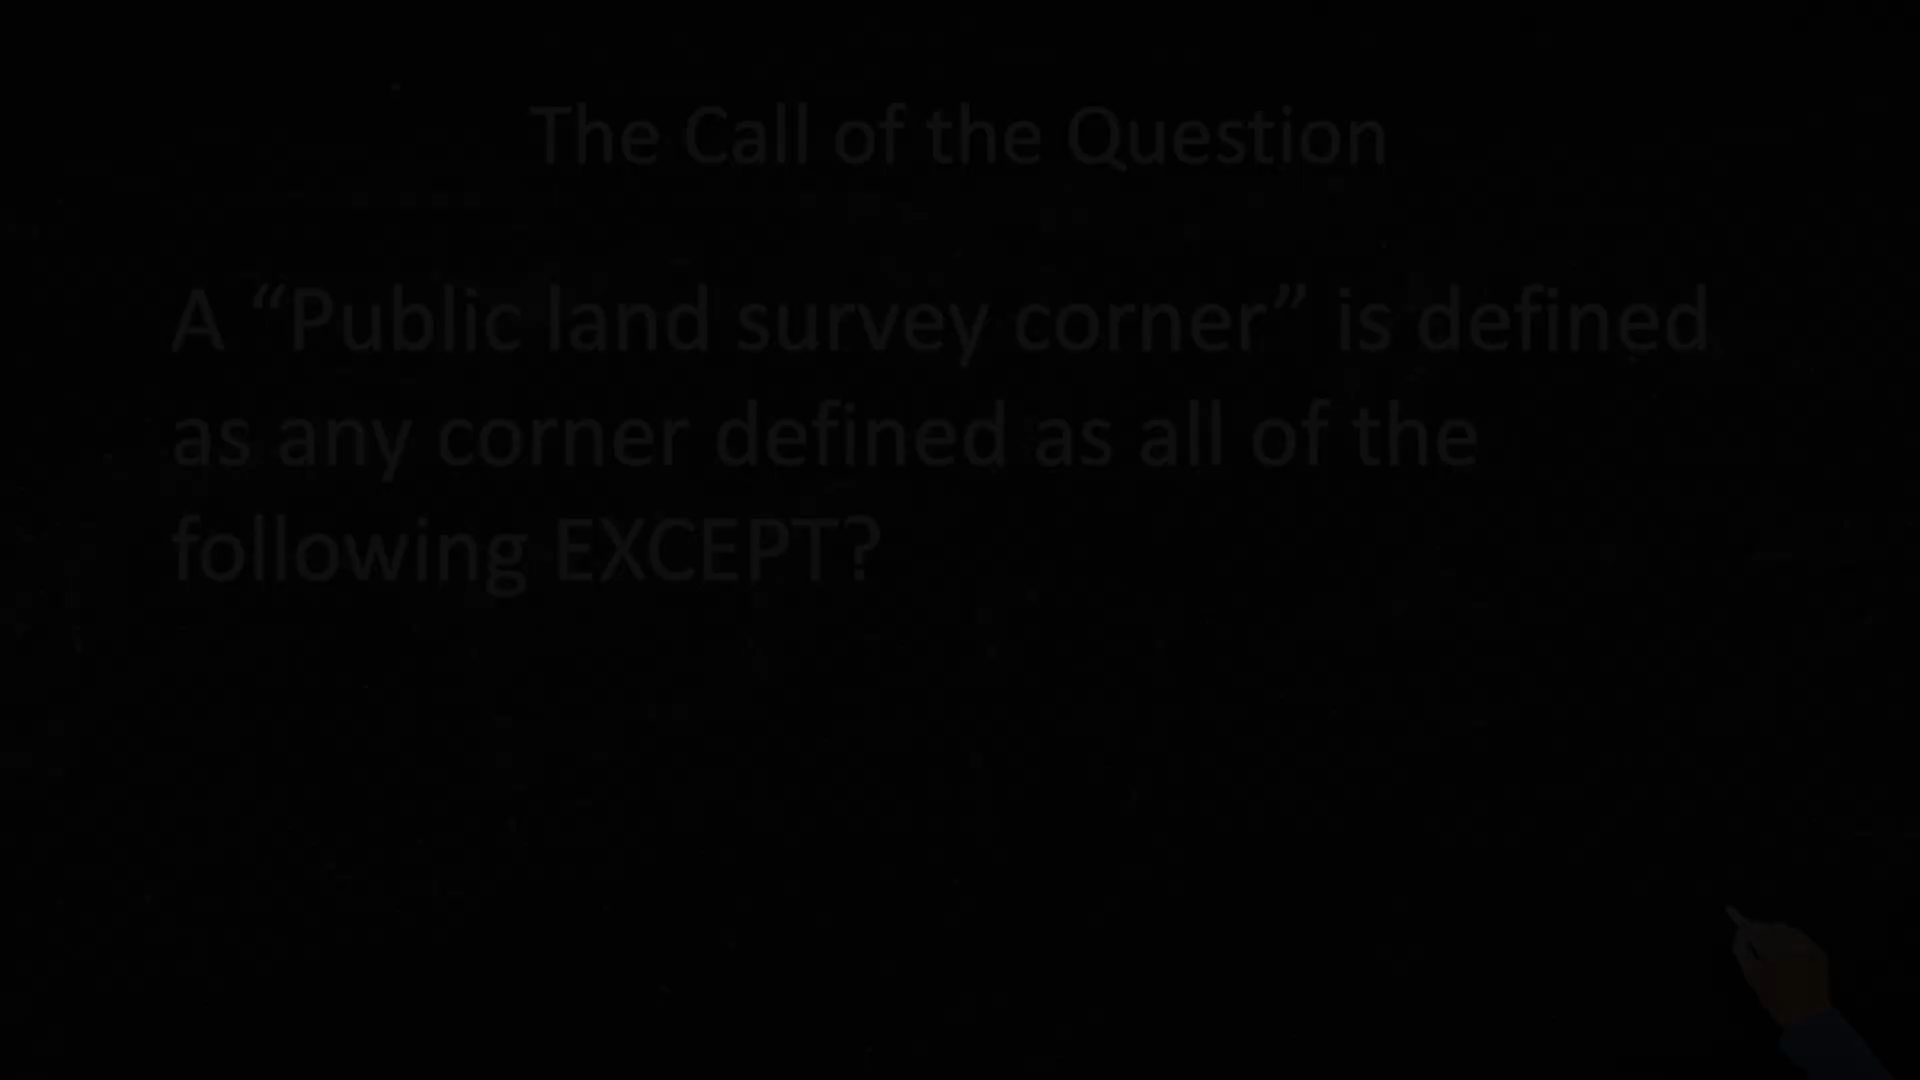 The Call of the Question
A “Public land survey corner” is defined
as any corner defined as all of the
following EXCEPT?